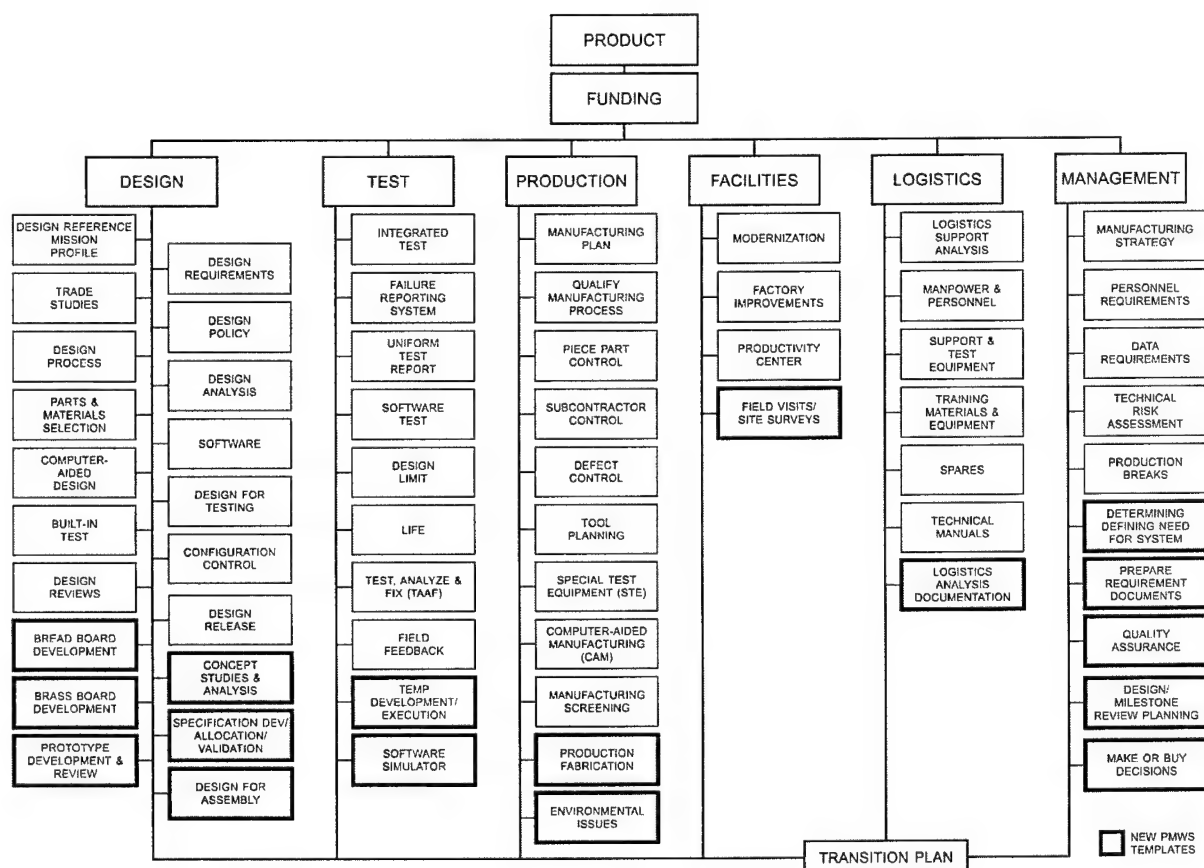 PRODUCT
FUNDING
DESIGN
TEST
PRODUCTION
FACILITIES
LOGISTICS
MANAGEMENT
DESIGN REFERENCE
MISSION
PROFILE
TRADE
STUDIES
DESIGN
PROCESS
PARTS &
MATERIALS
SELECTION
COMPUTER-
AIDED
DESIGN
BUILT-IN
TEST
DESIGN
REVIEWS
BREAD BOARD
DEVELOPMENT
BRASS BOARD
DEVELOPMENT
PROTOTYPE
DEVELOPMENT &
REVIEW
DESIGN
REQUIREMENTS
DESIGN
POLICY
DESIGN
ANALYSIS
SOFTWARE
DESIGN FOR
TESTING
CONFIGURATION
CONTROL
DESIGN
RELEASE
CONCEPT
STUDIES &
ANALYSIS
SPECIFICATION DEV/
ALLOCATION/
VALIDATION
DESIGN FOR
ASSEMBLY
INTEGRATED
TEST
FAILURE
REPORTING
SYSTEM
UNIFORM
TEST
REPORT
SOFTWARE
TEST
DESIGN
LIMIT
LIFE
TEST, ANALYZE &
FIX (TAAF)
FIELD
FEEDBACK
TEMP
DEVELOPMENT/
EXECUTION
SOFTWARE
SIMULATOR
MANUFACTURING
PLAN
QUALIFY
MANUFACTURING
PROCESS
PIECE PART
CONTROL
SUBCONTRACTOR
CONTROL
DEFECT
CONTROL
TOOL
PLANNING
SPECIAL TEST
EQUIPMENT (STE)
COMPUTER-AIDED
MANUFACTURING
(CAM)
MANUFACTURING
SCREENING
PRODUCTION
FABRICATION
ENVIRONMENTAL
ISSUES
MODERNIZATION
FACTORY
IMPROVEMENTS
PRODUCTIVITY
CENTER
FIELD VISITS/
SITE SURVEYS
LOGISTICS
SUPPORT
ANALYSIS
MANPOWER &
PERSONNEL
SUPPORT &
TEST
EQUIPMENT
TRAINING
MATERIALS &
EQUIPMENT
SPARES
TECHNICAL
MANUALS
LOGISTICS
ANALYSIS
DOCUMENTATION
MANUFACTURING
STRATEGY
PERSONNEL
REQUIREMENTS
DATA
REQUIREMENTS
TECHNICAL
RISK
ASSESSMENT
PRODUCTION
BREAKS
DETERMINING
DEFINING NEED
FOR SYSTEM
PREPARE
REQUIREMENT
DOCUMENTS
QUALITY
ASSURANCE
DESIGN/
MILESTONE
REVIEW PLANNING
MAKE OR BUY
DECISIONS
TRANSITION PLAN
NEW PMWS
TEMPLATES